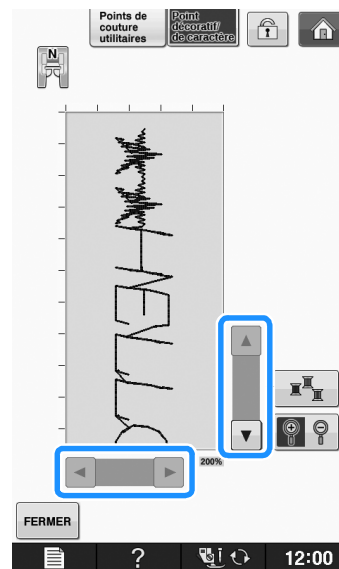 Points de
couture
utilitaires
Point
décoratif/
de caractère
N
HELLO
200%
FERMER
?
12:00